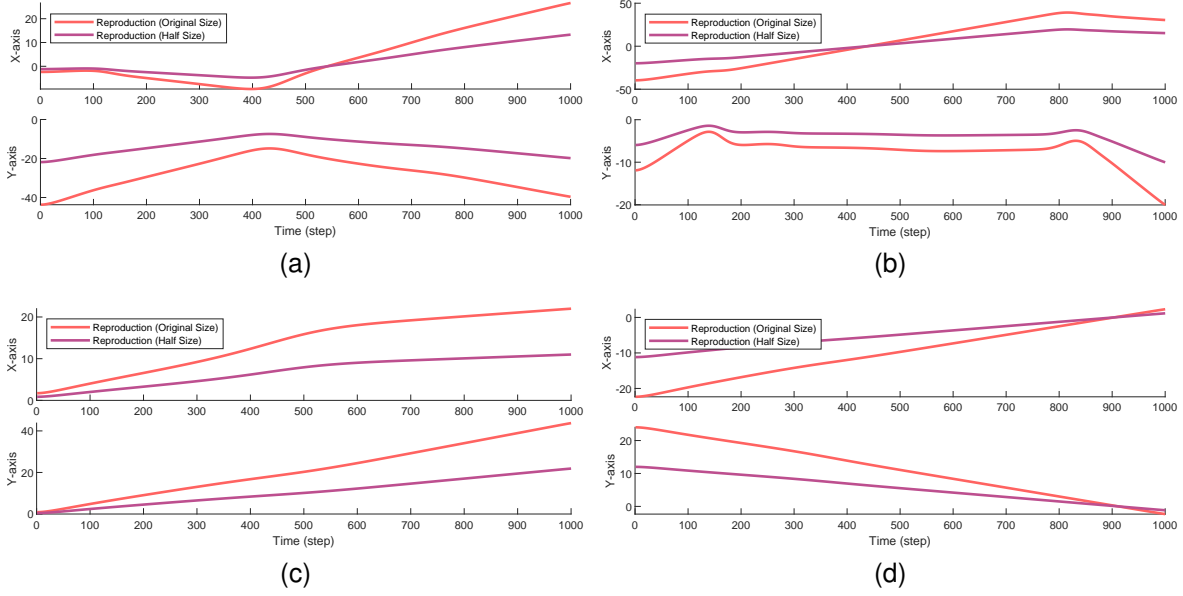 X-axis
20
10
0
Reproduction (Original Size)
Reproduction (Half Size)
0 100 200 300 400 500 600 700 800 900 1000
Y-axis
0
-20
-40
0 100 200 300 400 500 600 700 800 900 1000
Time (step)
(a)
X-axis
50
0
-50
Reproduction (Original Size)
Reproduction (Half Size)
0 100 200 300 400 500 600 700 800 900 1000
Y-axis
0
-10
-20
0 100 200 300 400 500 600 700 800 900 1000
Time (step)
(b)
X-axis
20
10
0
Reproduction (Original Size)
Reproduction (Half Size)
0 100 200 300 400 500 600 700 800 900 1000
Y-axis
40
20
0
0 100 200 300 400 500 600 700 800 900 1000
Time (step)
(c)
X-axis
0
-10
-20
Reproduction (Original Size)
Reproduction (Half Size)
0 100 200 300 400 500 600 700 800 900 1000
Y-axis
20
10
0
0 100 200 300 400 500 600 700 800 900 1000
Time (step)
(d)